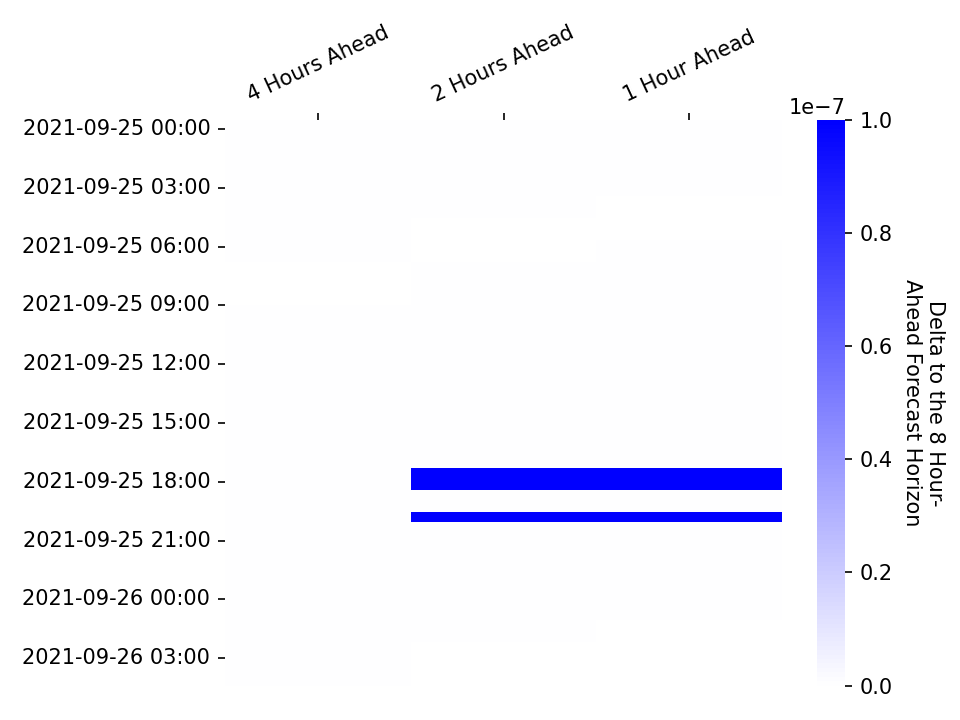 4 Hours Ahead
2 Hours Ahead
1 Hour Ahead
1e−7
2021-09-25 00:00
2021-09-25 03:00
2021-09-25 06:00
2021-09-25 09:00
2021-09-25 12:00
2021-09-25 15:00
2021-09-25 18:00
2021-09-25 21:00
2021-09-26 00:00
2021-09-26 03:00
1.0
0.8
0.6
0.4
0.2
0.0
Delta to the 8 Hour-
Ahead Forecast Horizon